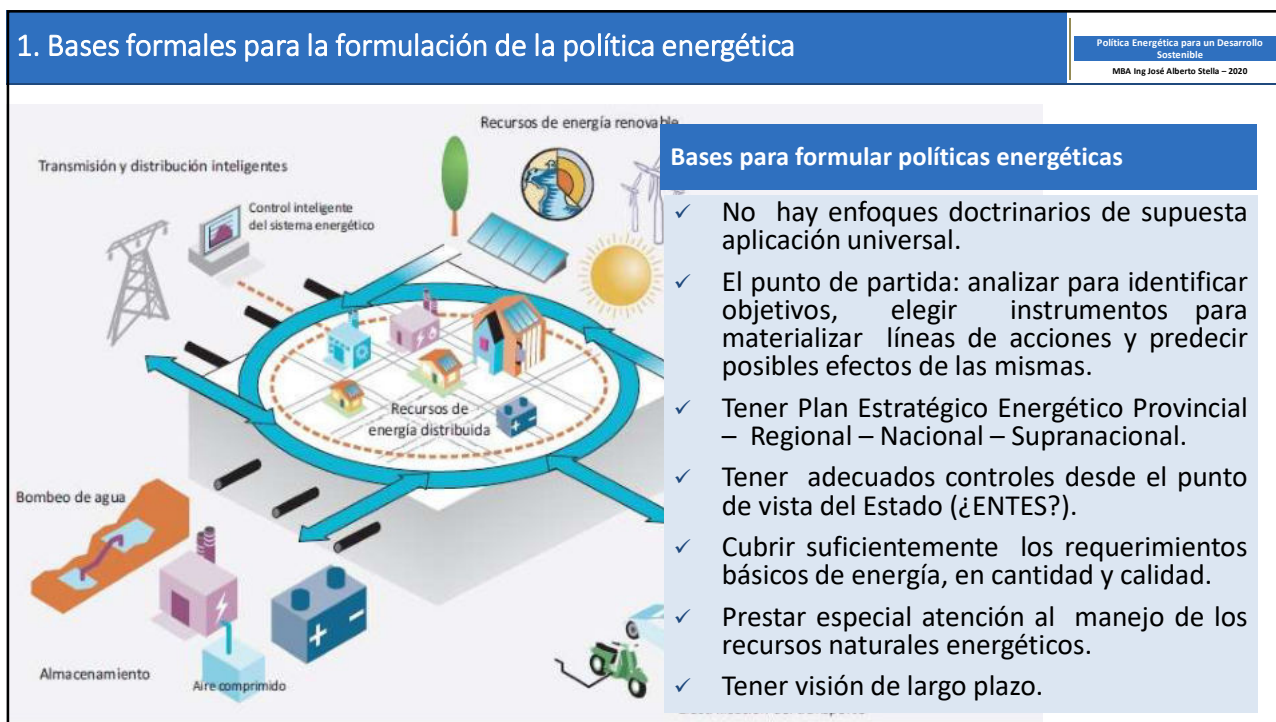 1. Bases formales para la formulación de la política energética
Política Energética para un Desarrollo
Sostenible
MBA Ing José Alberto Stella – 2020
Recursos de energía renovable
Transmisión y distribución inteligentes
Control inteligente
del sistema energético
Recursos de
energía distribuida
Bombeo de agua
Almacenamiento
Aire comprimido
Bases para formular políticas energéticas
✓ No hay enfoques doctrinarios de supuesta
aplicación universal.
✓ El punto de partida: analizar para identificar
objetivos, elegir instrumentos para
materializar líneas de acciones y predecir
posibles efectos de las mismas.
✓ Tener Plan Estratégico Energético Provincial
– Regional – Nacional – Supranacional.
✓ Tener adecuados controles desde el punto
de vista del Estado (¿ENTES?).
✓ Cubrir suficientemente los requerimientos
básicos de energía, en cantidad y calidad.
✓ Prestar especial atención al manejo de los
recursos naturales energéticos.
✓ Tener visión de largo plazo.